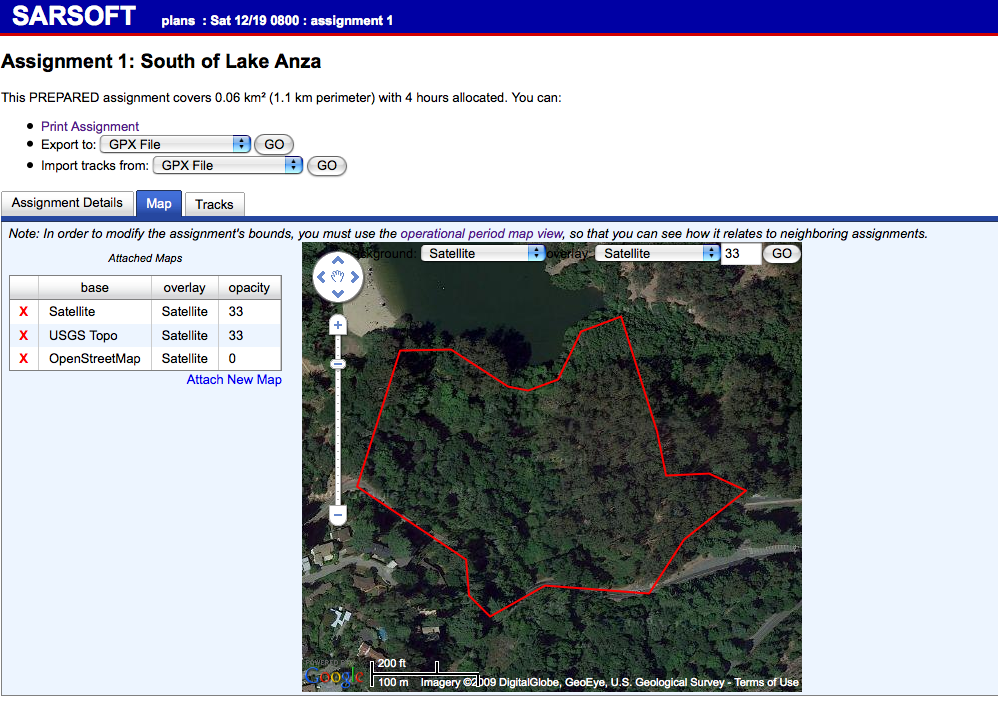 SARSOFT plans : Sat 12/19 0800 : assignment 1
Assignment 1: South of Lake Anza
This PREPARED assignment covers 0.06 km² (1.1 km perimeter) with 4 hours allocated. You can:
Print Assignment
Export to: GPX File GO
Import tracks from: GPX File GO
Assignment Details Map Tracks
Note: In order to modify the assignment's bounds, you must use the operational period map view, so that you can see how it relates to neighboring assignments.
Attached Maps
base overlay opacity
X Satellite Satellite 33
X USGS Topo Satellite 33
X OpenStreetMap Satellite 0
Attach New Map
Satellite overlay Satellite 33 GO
200 ft
POWERED BY
Google
100 m Imagery ©2009 DigitalGlobe, GeoEye, U.S. Geological Survey - Terms of Use